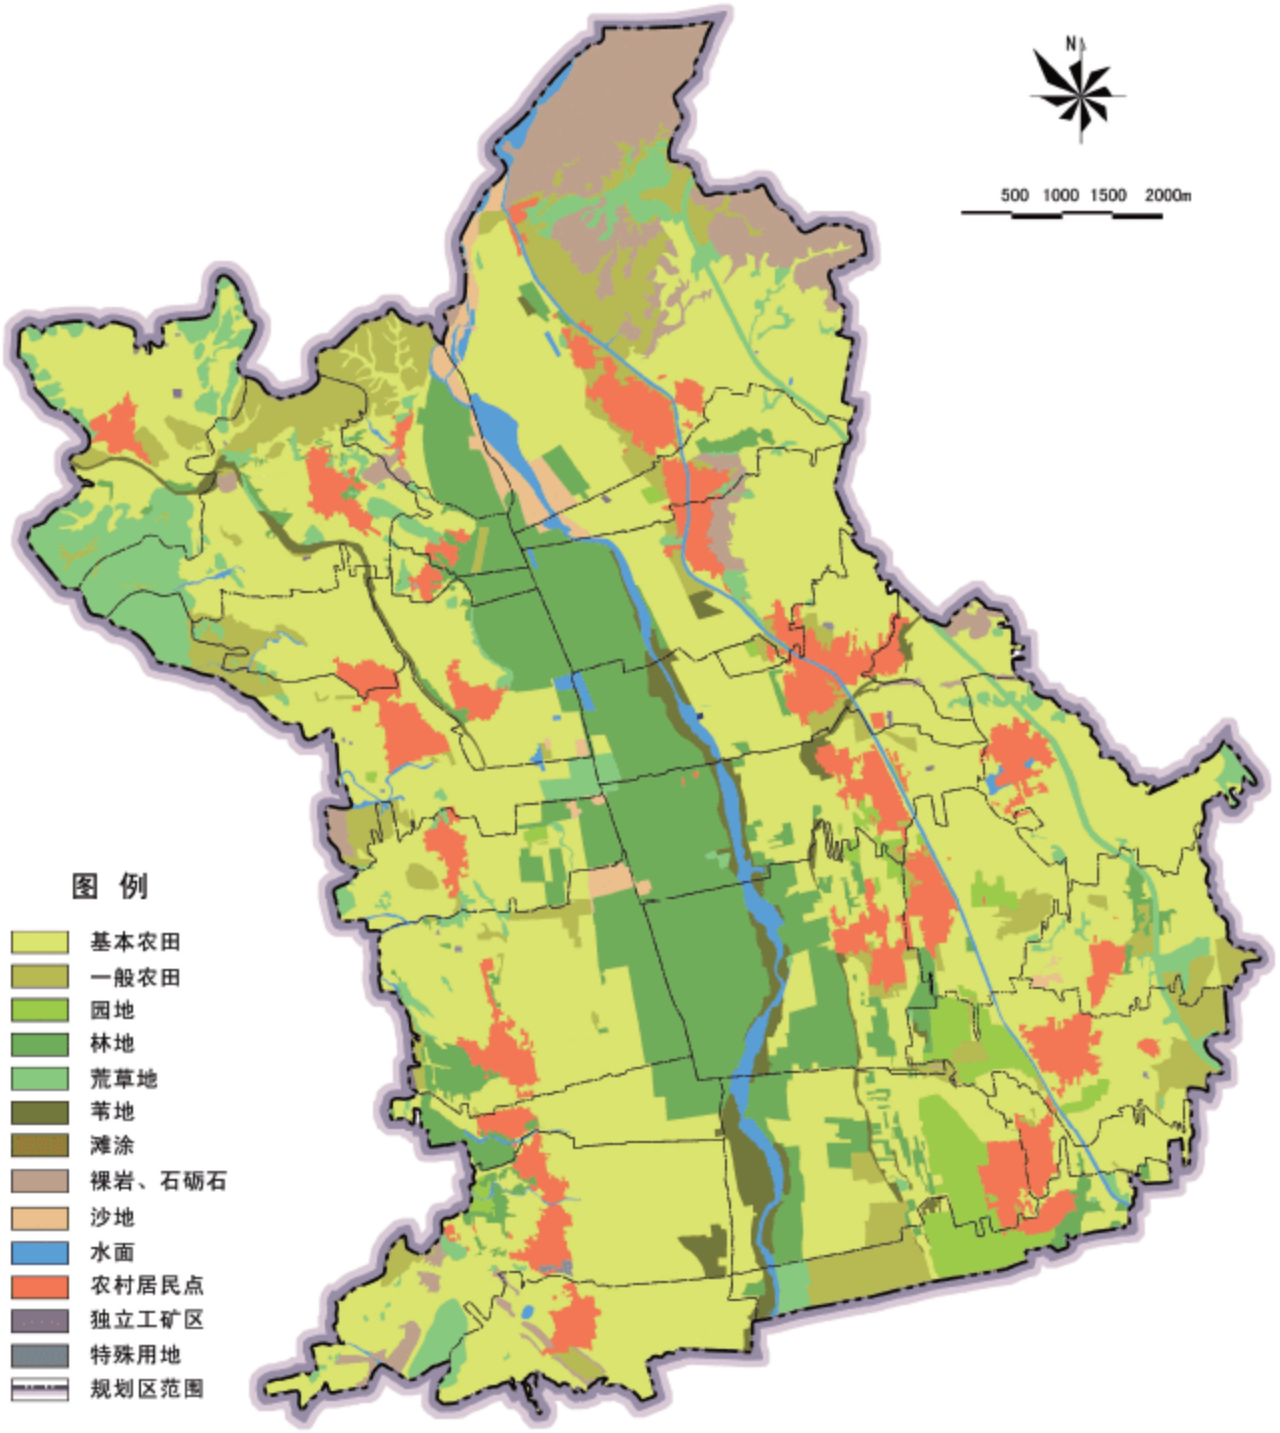 N
500 1000 1500 2000m
图 例
基本农田
一般农田
园地
林地
荒草地
苇地
滩涂
裸岩、石砺石
沙地
水面
农村居民点
独立工矿区
特殊用地
规划区范围